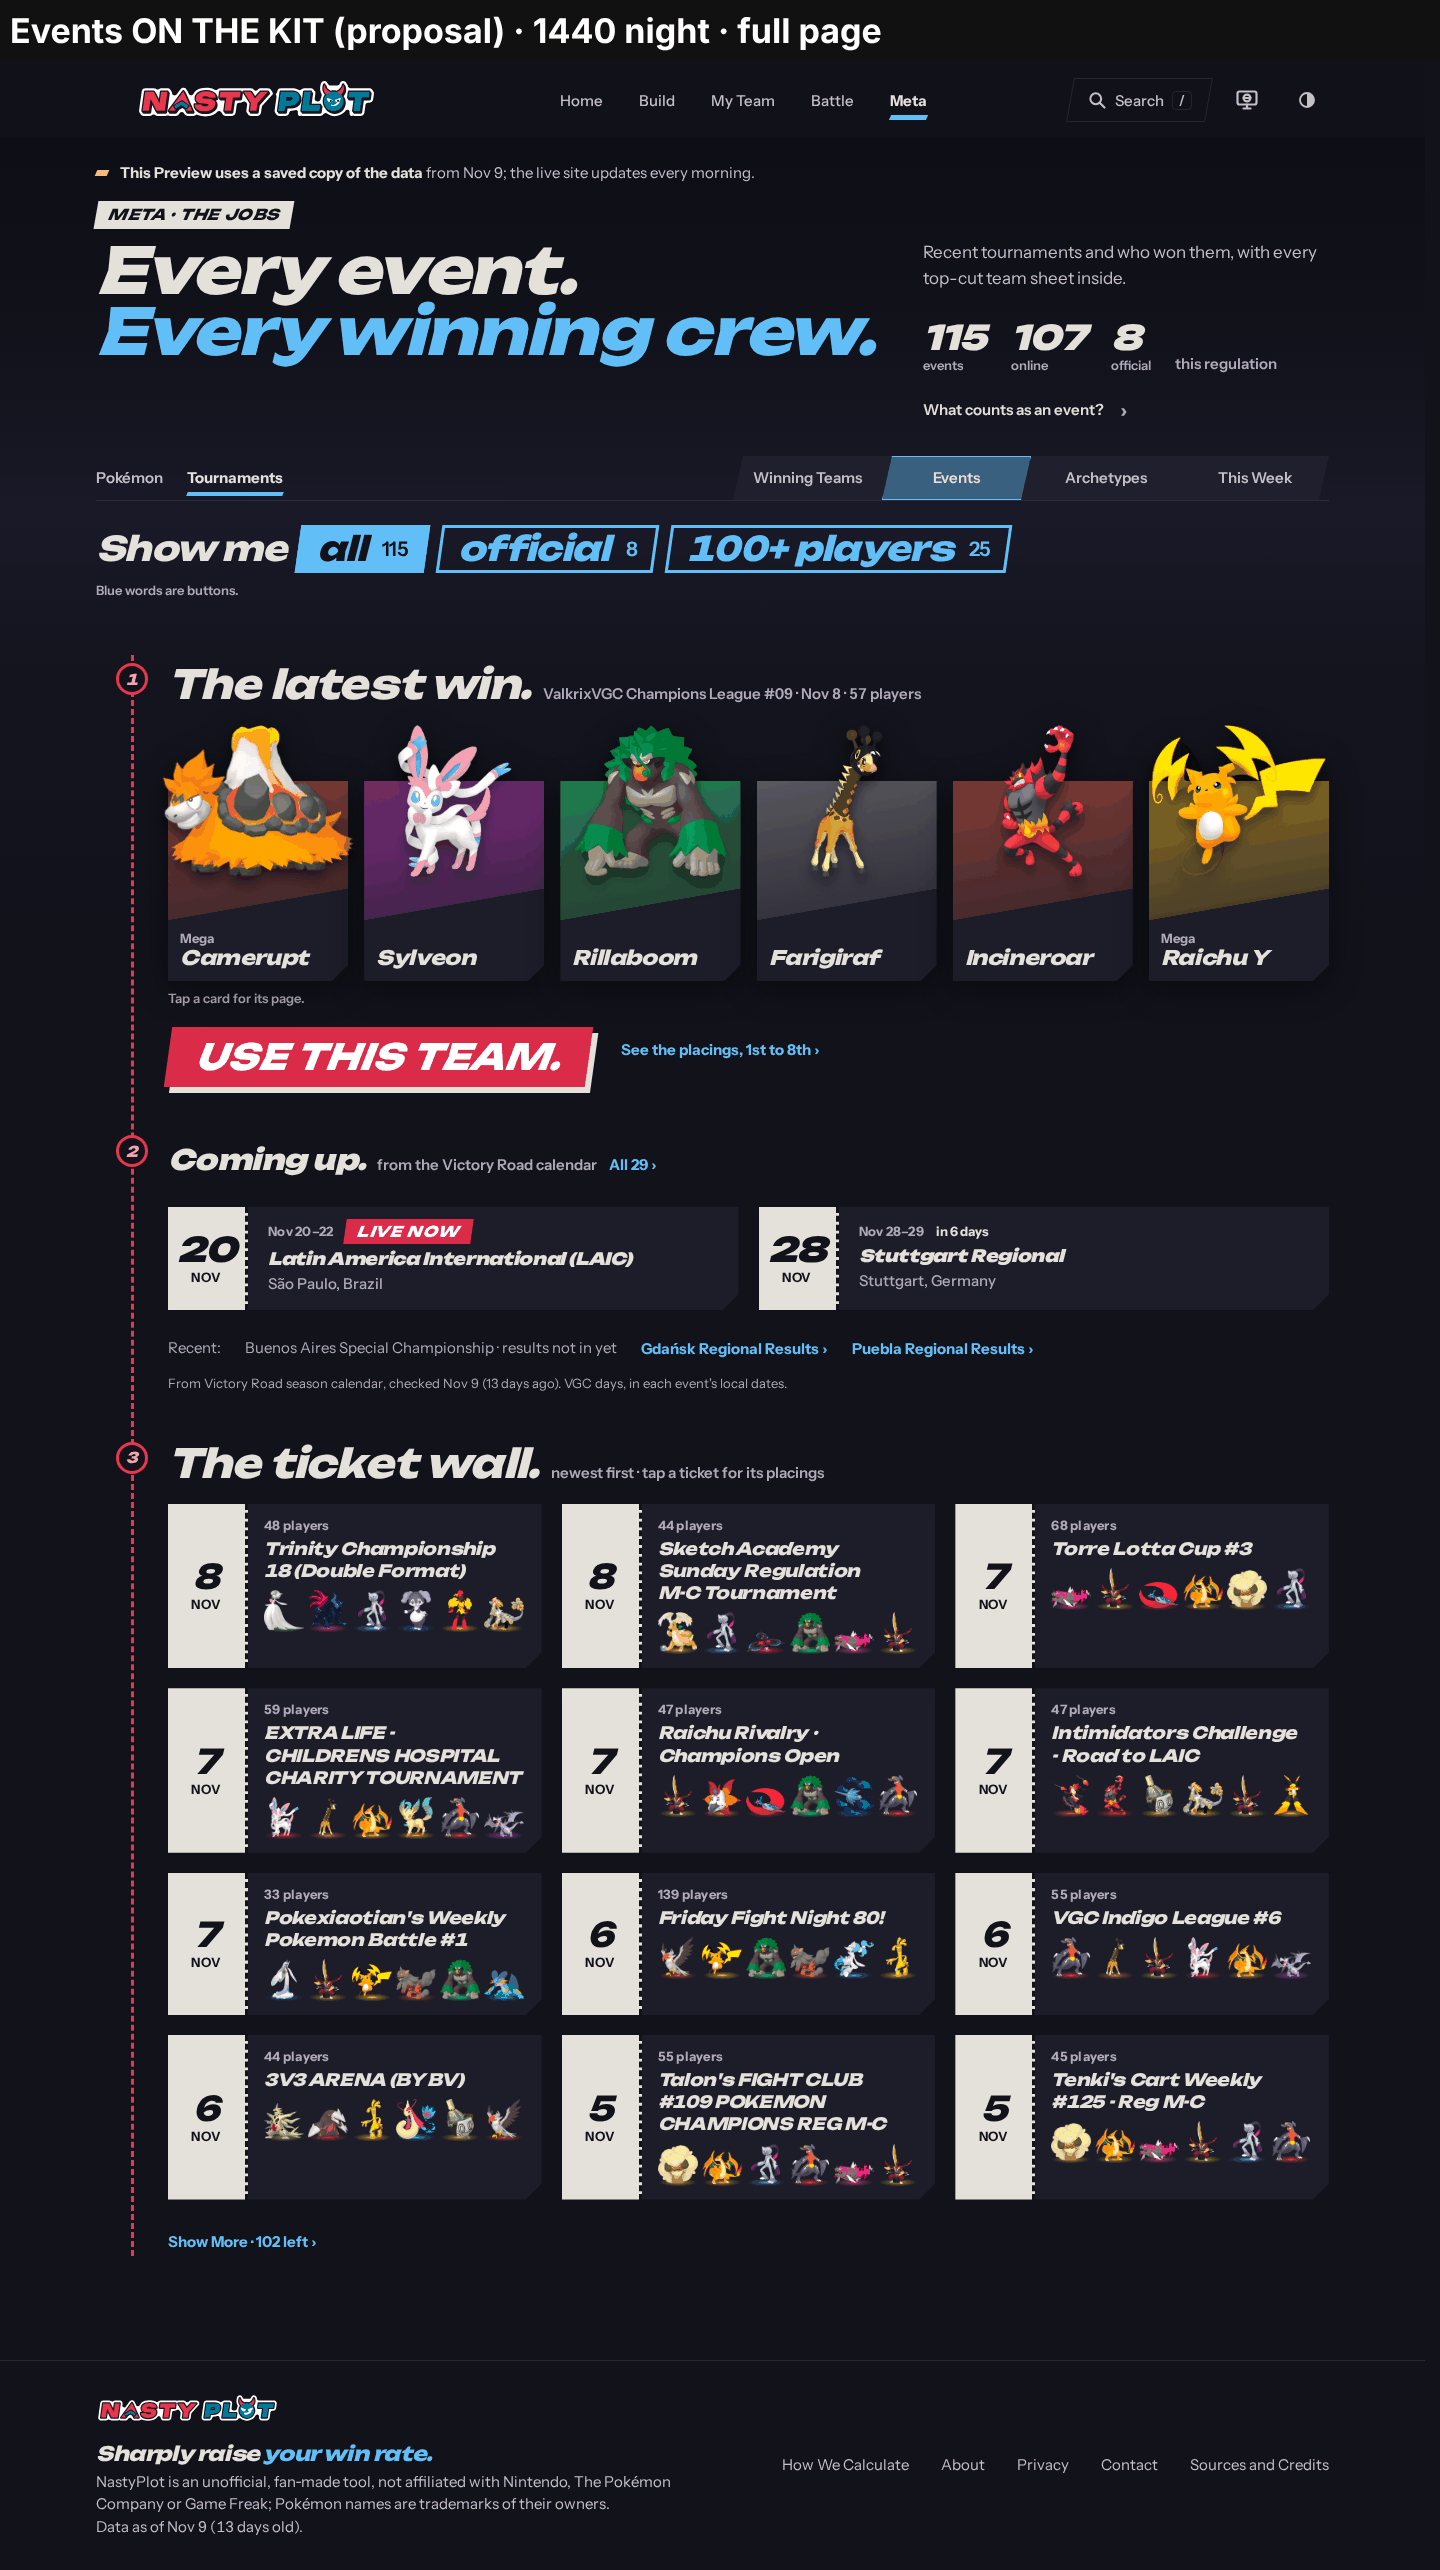 Events ON THE KIT (proposal) · 1440 night · full page
NASTY PLOT
Home
Build
My Team
Battle
Meta
Search /
This Preview uses a saved copy of the data from Nov 9; the live site updates every morning.
META · THE JOBS
Every event.
Every winning crew.
Recent tournaments and who won them, with every
top-cut team sheet inside.
115 107 8
events online official this regulation
What counts as an event? ›
Pokémon
Tournaments
Winning Teams
Events
Archetypes
This Week
Show me all 115 official 8 100+ players 25
Blue words are buttons.
1
The latest win. ValkrixVGC Champions League #09 · Nov 8 · 57 players
Mega
Camerupt
Sylveon
Rillaboom
Farigiraf
Incineroar
Mega
Raichu Y
Tap a card for its page.
USE THIS TEAM.
See the placings, 1st to 8th ›
2
Coming up. from the Victory Road calendar All 29 ›
20
NOV
Nov 20–22 LIVE NOW
Latin America International (LAIC)
São Paulo, Brazil
28
NOV
Nov 28–29 in 6 days
Stuttgart Regional
Stuttgart, Germany
Recent: Buenos Aires Special Championship · results not in yet Gdańsk Regional Results › Puebla Regional Results ›
From Victory Road season calendar, checked Nov 9 (13 days ago). VGC days, in each event's local dates.
3
The ticket wall. newest first · tap a ticket for its placings
8
NOV
48 players
Trinity Championship
18 (Double Format)
8
NOV
44 players
Sketch Academy
Sunday Regulation
M-C Tournament
7
NOV
68 players
Torre Lotta Cup #3
7
NOV
59 players
EXTRA LIFE -
CHILDRENS HOSPITAL
CHARITY TOURNAMENT
7
NOV
47 players
Raichu Rivalry ·
Champions Open
7
NOV
47 players
Intimidators Challenge
- Road to LAIC
7
NOV
33 players
Pokexiaotian's Weekly
Pokemon Battle #1
6
NOV
139 players
Friday Fight Night 80!
6
NOV
55 players
VGC Indigo League #6
6
NOV
44 players
3V3 ARENA (BY BV)
5
NOV
55 players
Talon's FIGHT CLUB
#109 POKEMON
CHAMPIONS REG M-C
5
NOV
45 players
Tenki's Cart Weekly
#125 - Reg M-C
Show More · 102 left ›
NASTY PLOT
Sharply raise your win rate.
NastyPlot is an unofficial, fan-made tool, not affiliated with Nintendo, The Pokémon
Company or Game Freak; Pokémon names are trademarks of their owners.
Data as of Nov 9 (13 days old).
How We Calculate
About
Privacy
Contact
Sources and Credits